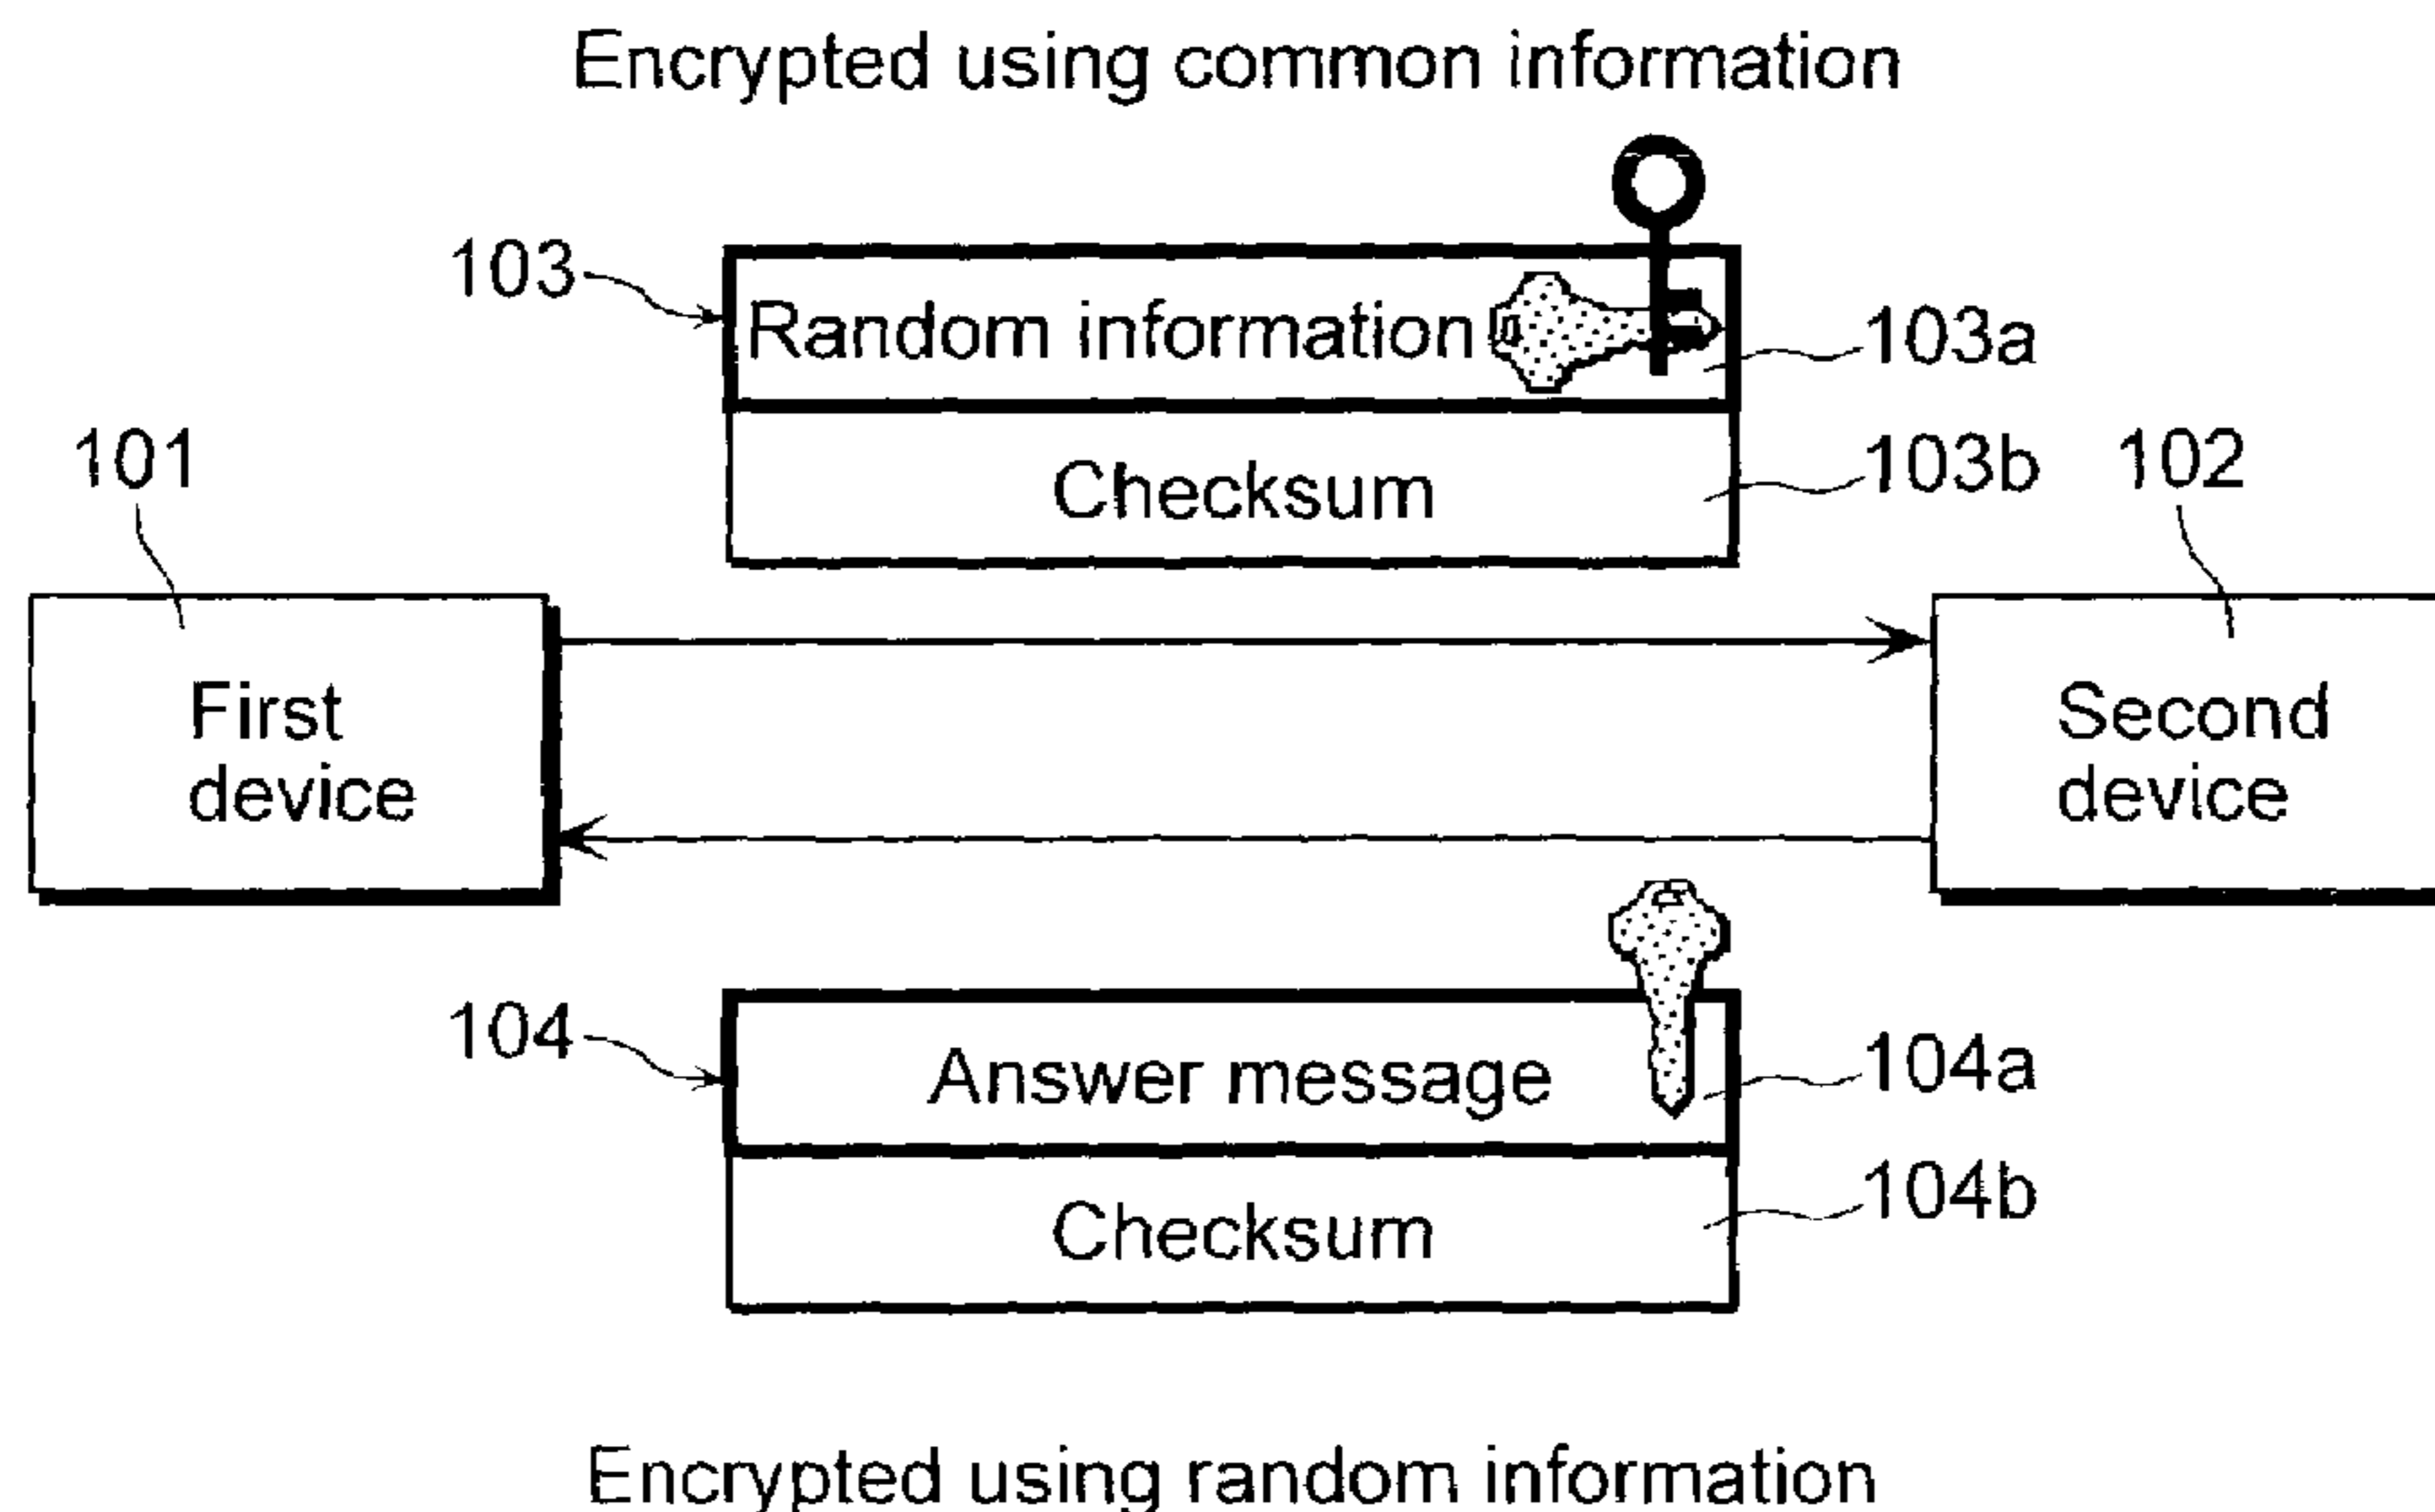 Encrypted using common information
103
Random information
103a
101
Checksum
103b
102
First
device
Second
device
104
Answer message
104a
Checksum
104b
Encrypted using random information